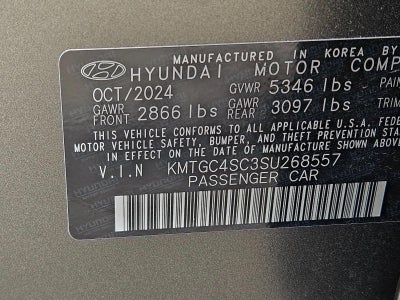 MANUFACTURED IN KOREA BY
HYUNDAI MOTOR COMP
OCT/2024 GVWR 5346 lbs PAIN
GAWR FRONT 2866 lbs GAWR REAR 3097 lbs TRIM
THIS VEHICLE CONFORMS TO ALL APPLICABLE U.S.A. FEDE
MOTOR VEHICLE SAFETY, BUMPER, AND THEFT PREVENTION STA
IN EFFECT ON THE DATE OF MANUFACTURE SHOWN ABOVE.
V.I.N KMTGC4SC3SU268557
PASSENGER CAR